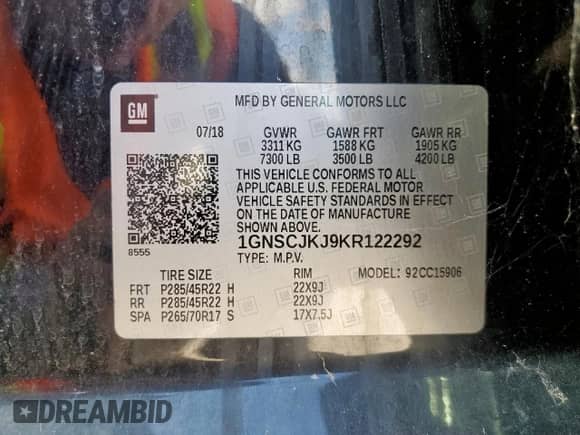 GM
MFD BY GENERAL MOTORS LLC
07/18 GVWR GAWR FRT GAWR RR
3311 KG 1588 KG 1905 KG
7300 LB 3500 LB 4200 LB
THIS VEHICLE CONFORMS TO ALL
APPLICABLE U.S. FEDERAL MOTOR
VEHICLE SAFETY STANDARDS IN EFFECT
ON THE DATE OF MANUFACTURE
SHOWN ABOVE.
8555
1GNSCJKJ9KR122292
TYPE: M.P.V.
TIRE SIZE RIM MODEL: 92CC15906
FRT P285/45R22 H 22X9J
RR P285/45R22 H 22X9J
SPA P265/70R17 S 17X7.5J
DREAMBID